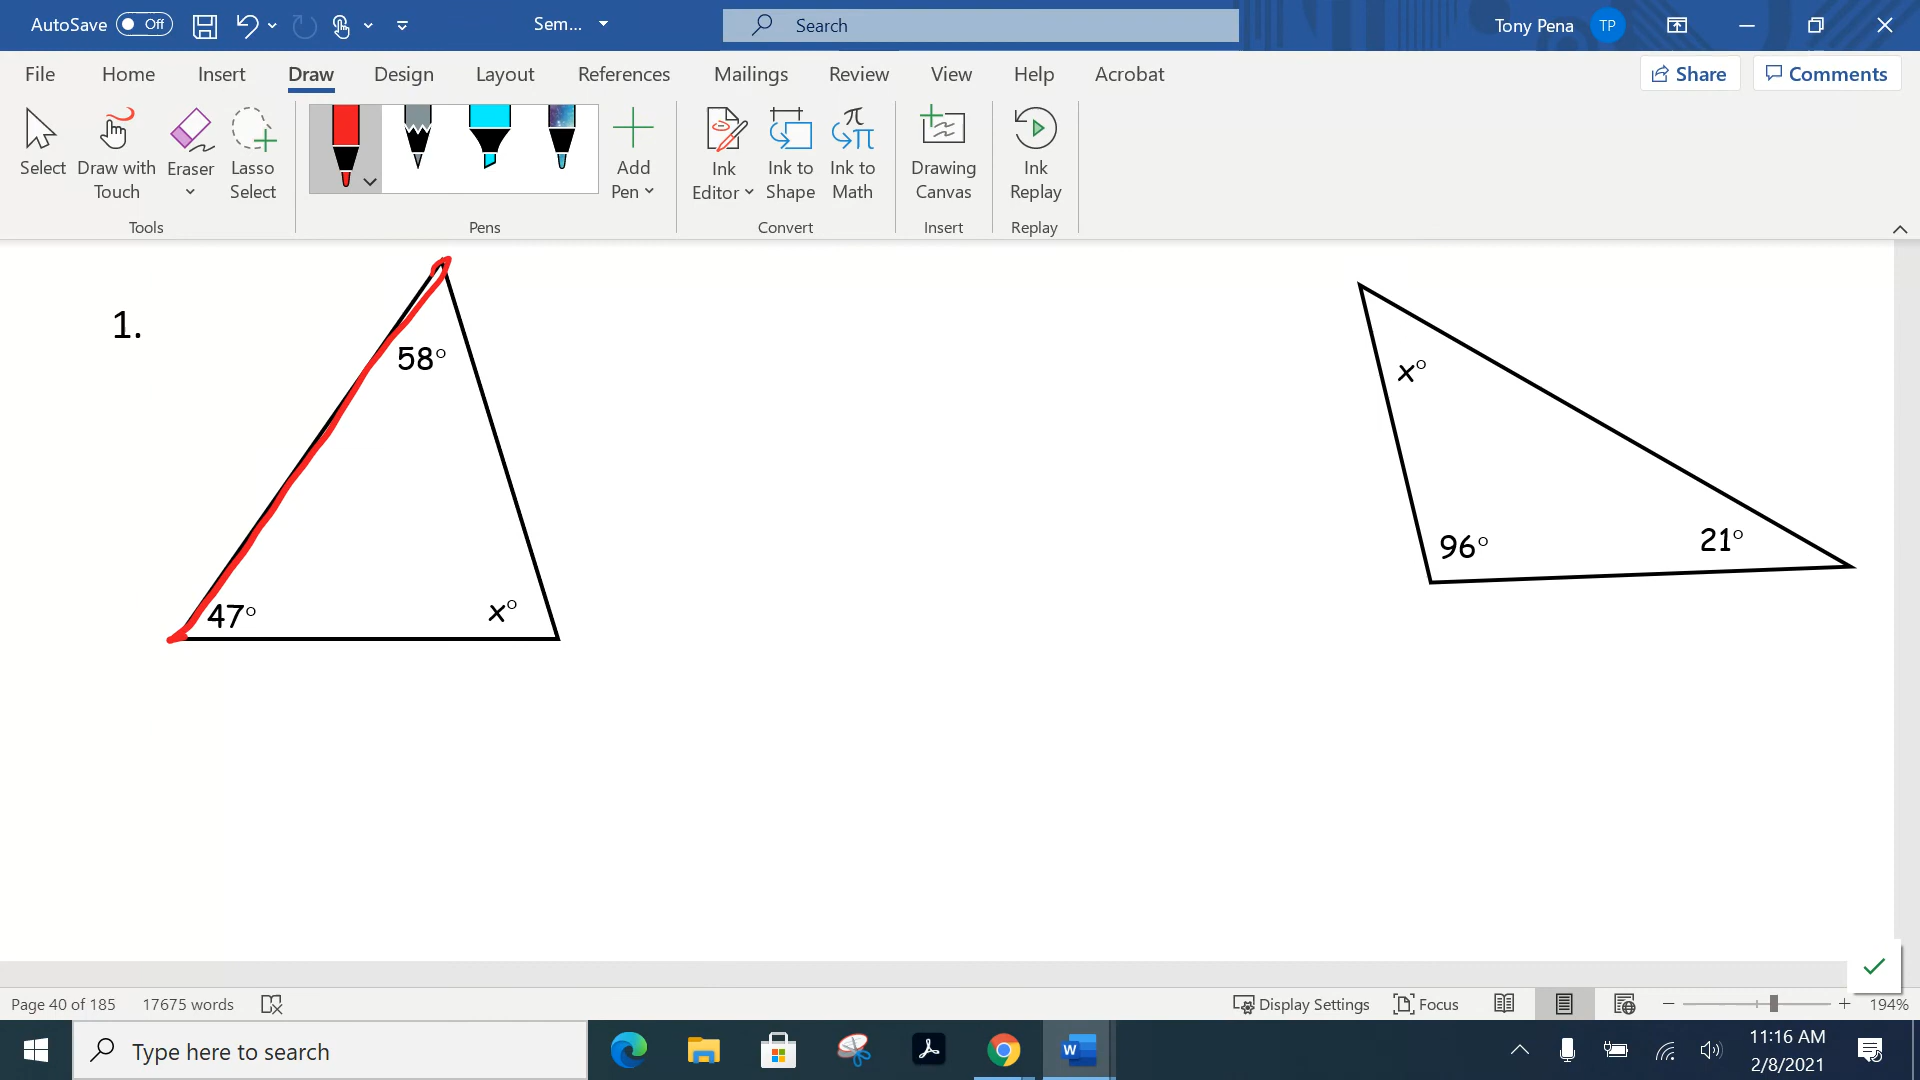 AutoSave Off Sem... Search Tony Pena TP
File Home Insert Draw Design Layout References Mailings Review View Help Acrobat Share Comments
Select Draw with Touch Eraser Lasso Select Add Pen Ink Editor Ink to Shape Ink to Math Drawing Canvas Ink Replay
Tools Pens Convert Insert Replay
1.
58°
47°
x°
x°
96°
21°
Page 40 of 185 17675 words Display Settings Focus 194%
Type here to search W 11:16 AM
2/8/2021